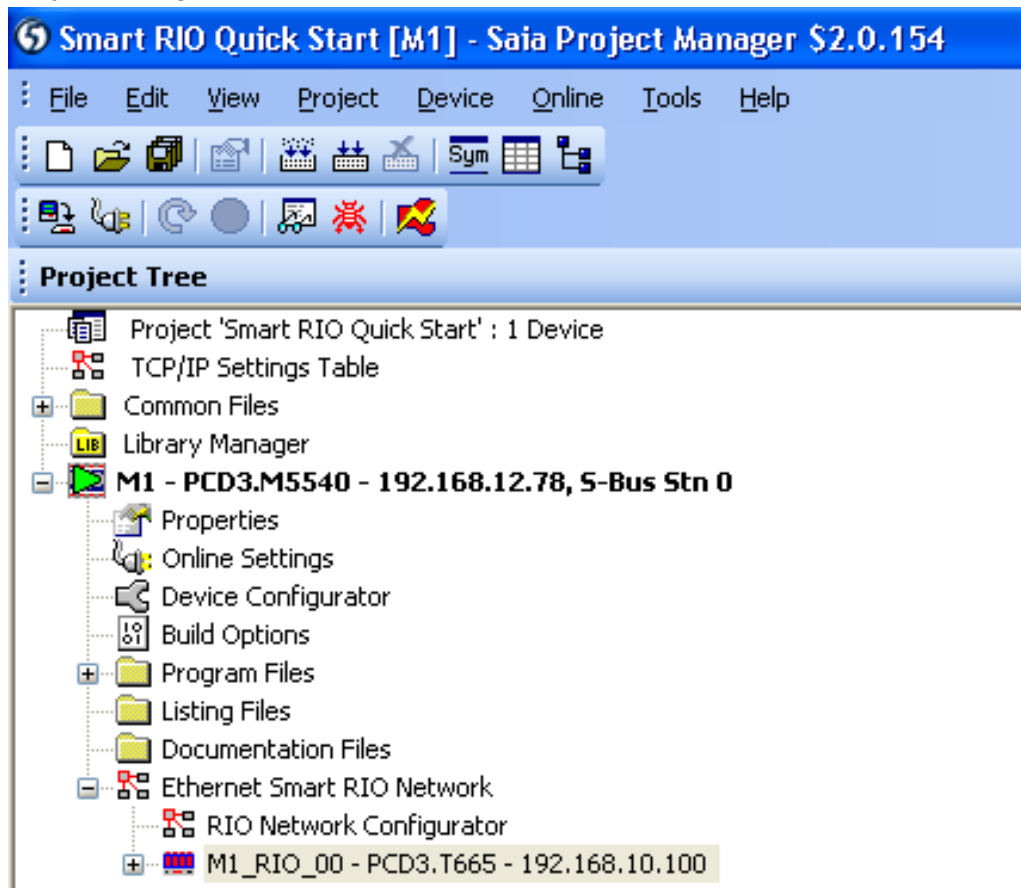 Smart RIO Quick Start [M1] - Saia Project Manager $2.0.154
File Edit View Project Device Online Tools Help
Sym
Project Tree
Project 'Smart RIO Quick Start' : 1 Device
TCP/IP Settings Table
Common Files
LIB Library Manager
M1 - PCD3.M5540 - 192.168.12.78, S-Bus Stn 0
Properties
Online Settings
Device Configurator
Build Options
Program Files
Listing Files
Documentation Files
Ethernet Smart RIO Network
RIO Network Configurator
M1_RIO_00 - PCD3.T665 - 192.168.10.100